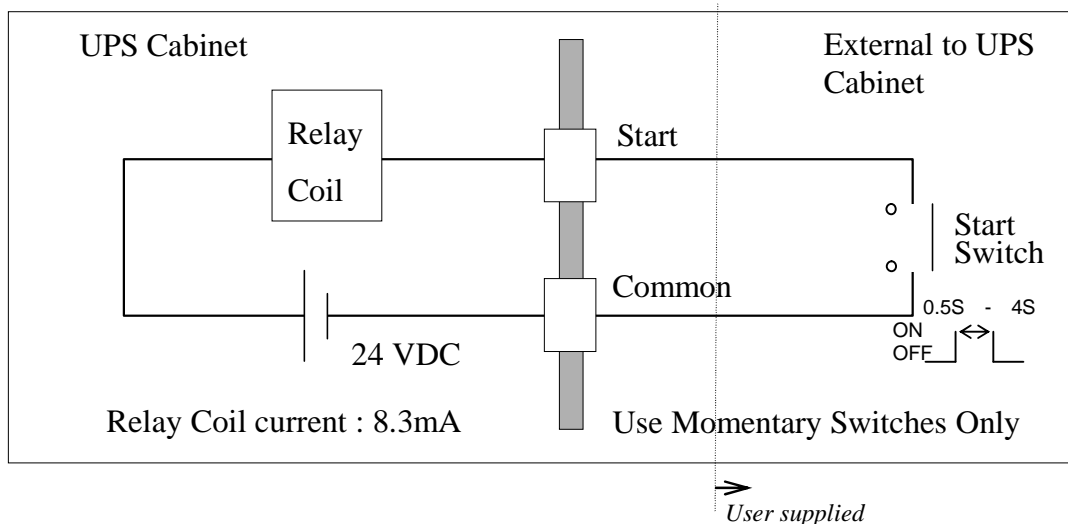 UPS Cabinet
External to UPS
Cabinet
Relay
Coil
Start
Start
Switch
Common
0.5S - 4S
ON
OFF
24 VDC
Relay Coil current : 8.3mA
Use Momentary Switches Only
User supplied